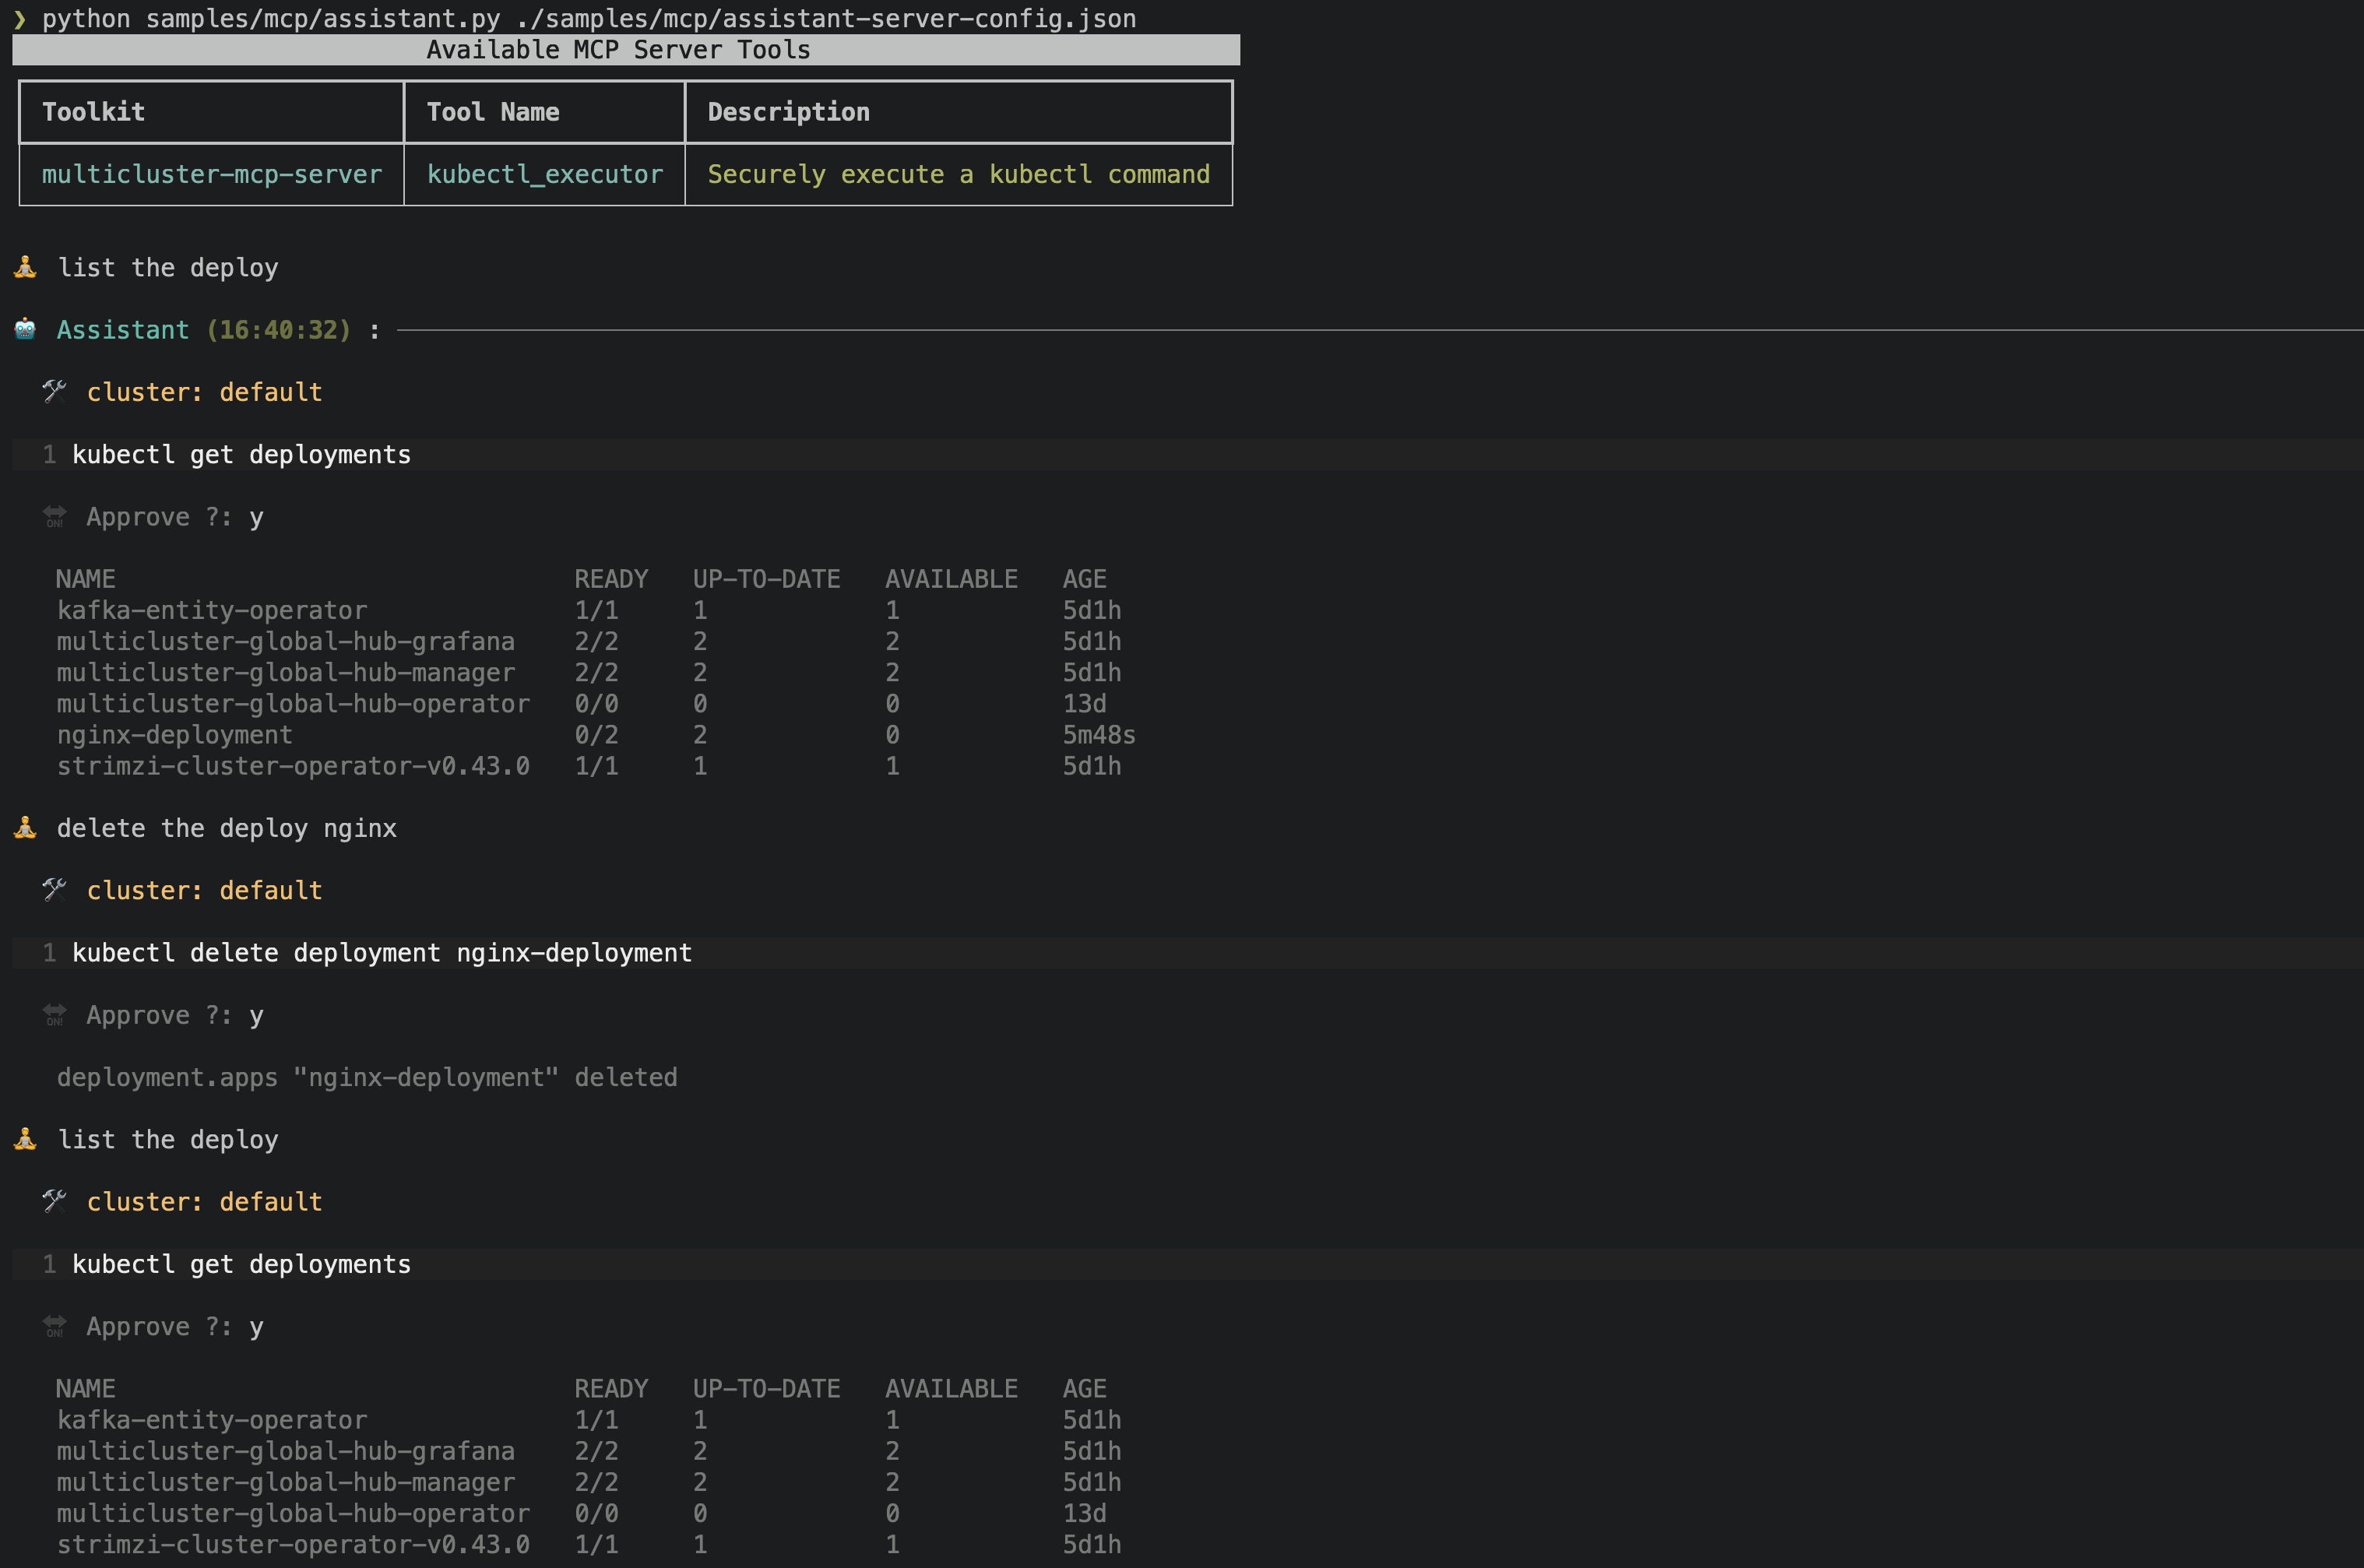 ❯ python samples/mcp/assistant.py ./samples/mcp/assistant-server-config.json
Available MCP Server Tools
Toolkit Tool Name Description
multicluster-mcp-server kubectl_executor Securely execute a kubectl command
list the deploy
Assistant (16:40:32) :
cluster: default
1 kubectl get deployments
ON! Approve ?: y
NAME READY UP-TO-DATE AVAILABLE AGE
kafka-entity-operator 1/1 1 1 5d1h
multicluster-global-hub-grafana 2/2 2 2 5d1h
multicluster-global-hub-manager 2/2 2 2 5d1h
multicluster-global-hub-operator 0/0 0 0 13d
nginx-deployment 0/2 2 0 5m48s
strimzi-cluster-operator-v0.43.0 1/1 1 1 5d1h
delete the deploy nginx
cluster: default
1 kubectl delete deployment nginx-deployment
ON! Approve ?: y
deployment.apps "nginx-deployment" deleted
list the deploy
cluster: default
1 kubectl get deployments
ON! Approve ?: y
NAME READY UP-TO-DATE AVAILABLE AGE
kafka-entity-operator 1/1 1 1 5d1h
multicluster-global-hub-grafana 2/2 2 2 5d1h
multicluster-global-hub-manager 2/2 2 2 5d1h
multicluster-global-hub-operator 0/0 0 0 13d
strimzi-cluster-operator-v0.43.0 1/1 1 1 5d1h